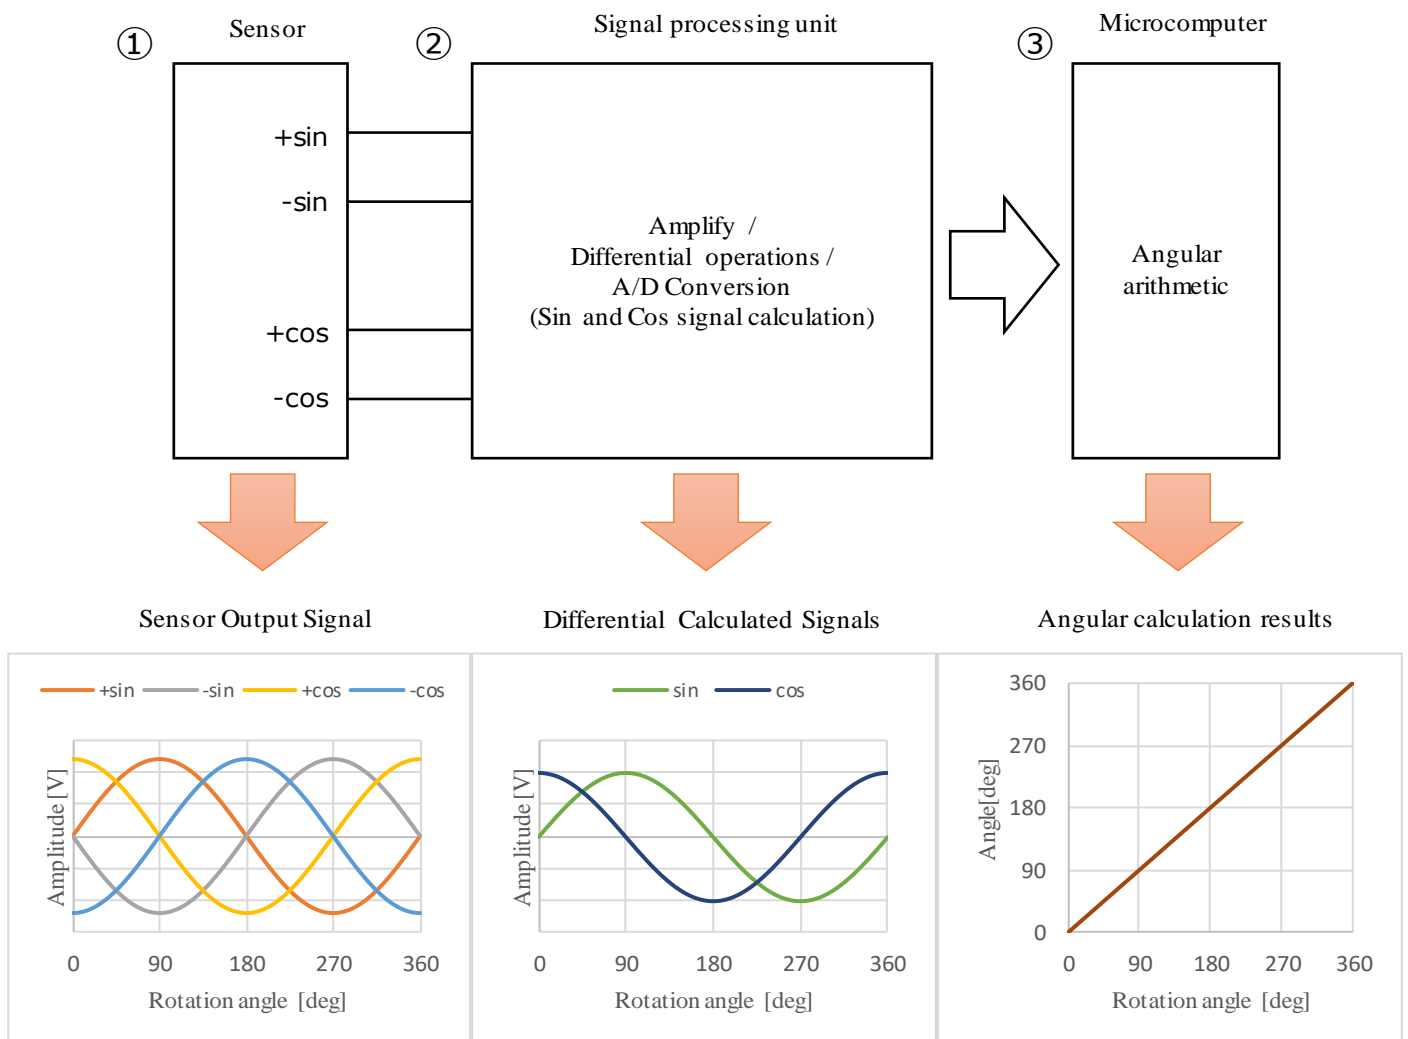 ① Sensor
② Signal processing unit
③ Microcomputer
+sin
-sin
+cos
-cos
Amplify /
Differential operations /
A/D Conversion
(Sin and Cos signal calculation)
Angular
arithmetic
Sensor Output Signal
+sin -sin +cos -cos
Amplitude [V]
0 90 180 270 360
Rotation angle [deg]
Differential Calculated Signals
sin cos
Amplitude [V]
0 90 180 270 360
Rotation angle [deg]
Angular calculation results
360
270
180
90
0
Angle[deg]
0 90 180 270 360
Rotation angle [deg]